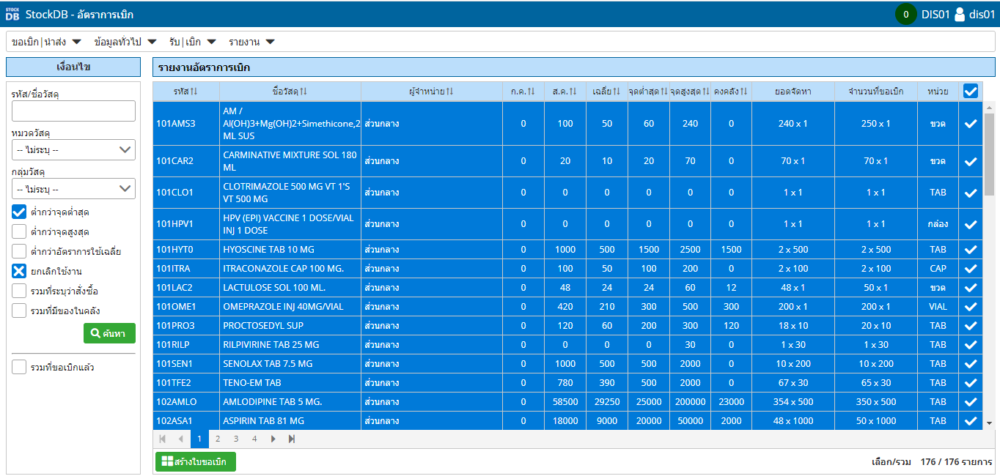 STOCK DB StockDB - อัตราการเบิก 0 DIS01 dis01
ขอเบิก|นำส่ง ข้อมูลทั่วไป รับ|เบิก รายงาน
เงื่อนไข
รหัส/ชื่อวัสดุ
หมวดวัสดุ
-- ไม่ระบุ --
กลุ่มวัสดุ
-- ไม่ระบุ --
ต่ำกว่าจุดต่ำสุด
ต่ำกว่าจุดสูงสุด
ต่ำกว่าอัตราการใช้เฉลี่ย
ยกเลิกใช้งาน
รวมที่ระบุว่าสั่งซื้อ
รวมที่มีของในคลัง
ค้นหา
รวมที่ขอเบิกแล้ว
รายงานอัตราการเบิก
รหัส ชื่อวัสดุ ผู้จำหน่าย ก.ค. ส.ค. เฉลี่ย จุดต่ำสุด จุดสูงสุด คงคลัง ยอดจัดหา จำนวนที่ขอเบิก หน่วย
101AMS3 AM / Al(OH)3+Mg(OH)2+Simethicone,2 ML SUS ส่วนกลาง 0 100 50 60 240 0 240 x 1 250 x 1 ขวด
101CAR2 CARMINATIVE MIXTURE SOL 180 ML ส่วนกลาง 0 20 10 20 70 0 70 x 1 70 x 1 ขวด
101CLO1 CLOTRIMAZOLE 500 MG VT 1'S VT 500 MG ส่วนกลาง 0 0 0 0 0 0 1 x 1 1 x 1 TAB
101HPV1 HPV (EPI) VACCINE 1 DOSE/VIAL INJ 1 DOSE ส่วนกลาง 0 0 0 0 0 0 1 x 1 1 x 1 กล่อง
101HYT0 HYOSCINE TAB 10 MG ส่วนกลาง 0 1000 500 1500 2500 1500 2 x 500 2 x 500 TAB
101ITRA ITRACONAZOLE CAP 100 MG. ส่วนกลาง 0 100 50 100 200 0 2 x 100 2 x 100 CAP
101LAC2 LACTULOSE SOL 100 ML. ส่วนกลาง 0 48 24 24 60 12 48 x 1 50 x 1 ขวด
101OME1 OMEPRAZOLE INJ 40MG/VIAL ส่วนกลาง 0 420 210 300 500 300 200 x 1 200 x 1 VIAL
101PRO3 PROCTOSEDYL SUP ส่วนกลาง 0 120 60 200 300 120 18 x 10 20 x 10 TAB
101RILP RILPIVIRINE TAB 25 MG ส่วนกลาง 0 0 0 0 30 0 1 x 30 1 x 30 TAB
101SEN1 SENOLAX TAB 7.5 MG ส่วนกลาง 0 1000 500 500 2000 0 10 x 200 10 x 200 TAB
101TFE2 TENO-EM TAB ส่วนกลาง 0 780 390 500 2000 0 67 x 30 65 x 30 TAB
102AMLO AMLODIPINE TAB 5 MG. ส่วนกลาง 0 58500 29250 25000 200000 23000 354 x 500 350 x 500 TAB
102ASA1 ASPIRIN TAB 81 MG ส่วนกลาง 0 18000 9000 20000 50000 2000 48 x 1000 50 x 1000 TAB
1 2 3 4
สร้างใบขอเบิก เลือก/รวม 176 / 176 รายการ